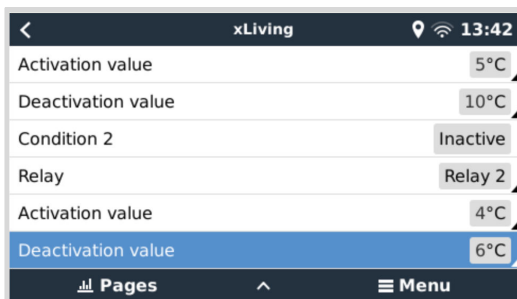 xLiving 13:42
Activation value 5°C
Deactivation value 10°C
Condition 2 Inactive
Relay Relay 2
Activation value 4°C
Deactivation value 6°C
Pages Menu